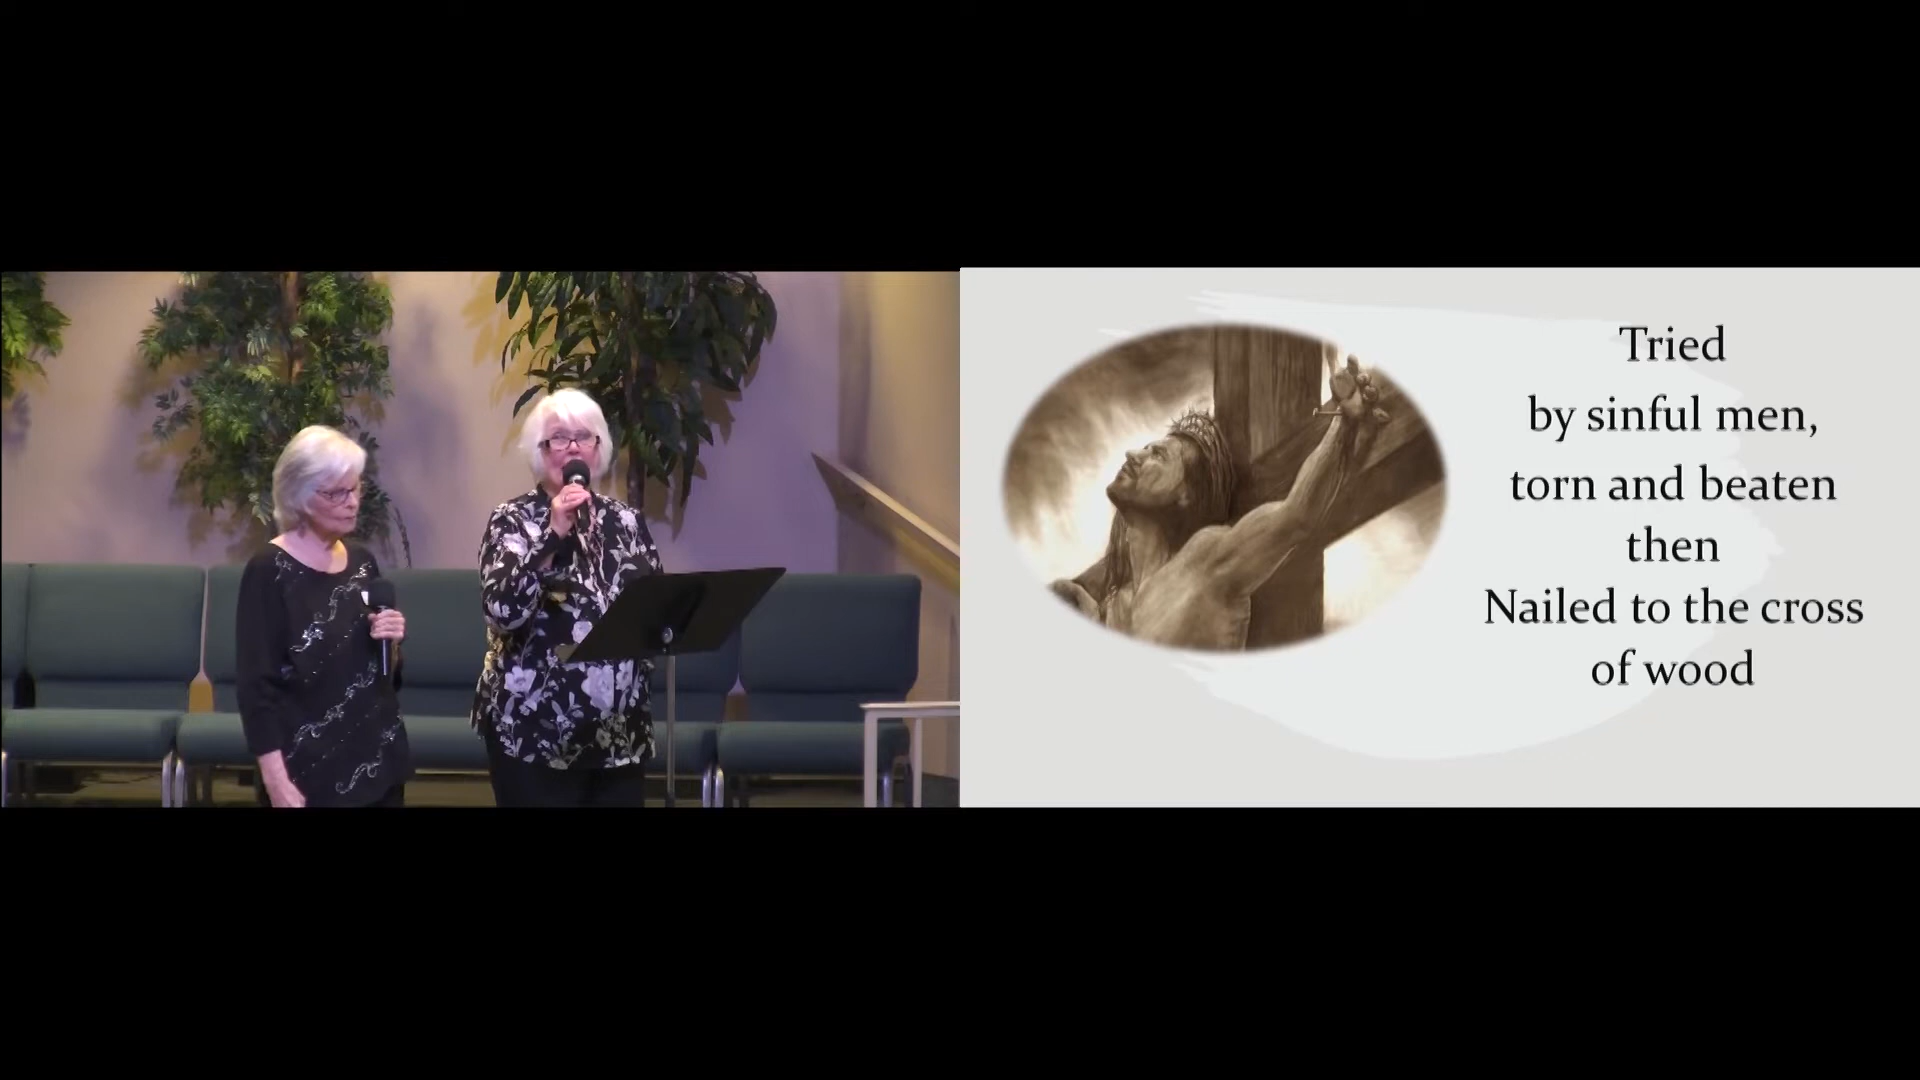 Tried
by sinful men,
torn and beaten
then
Nailed to the cross
of wood